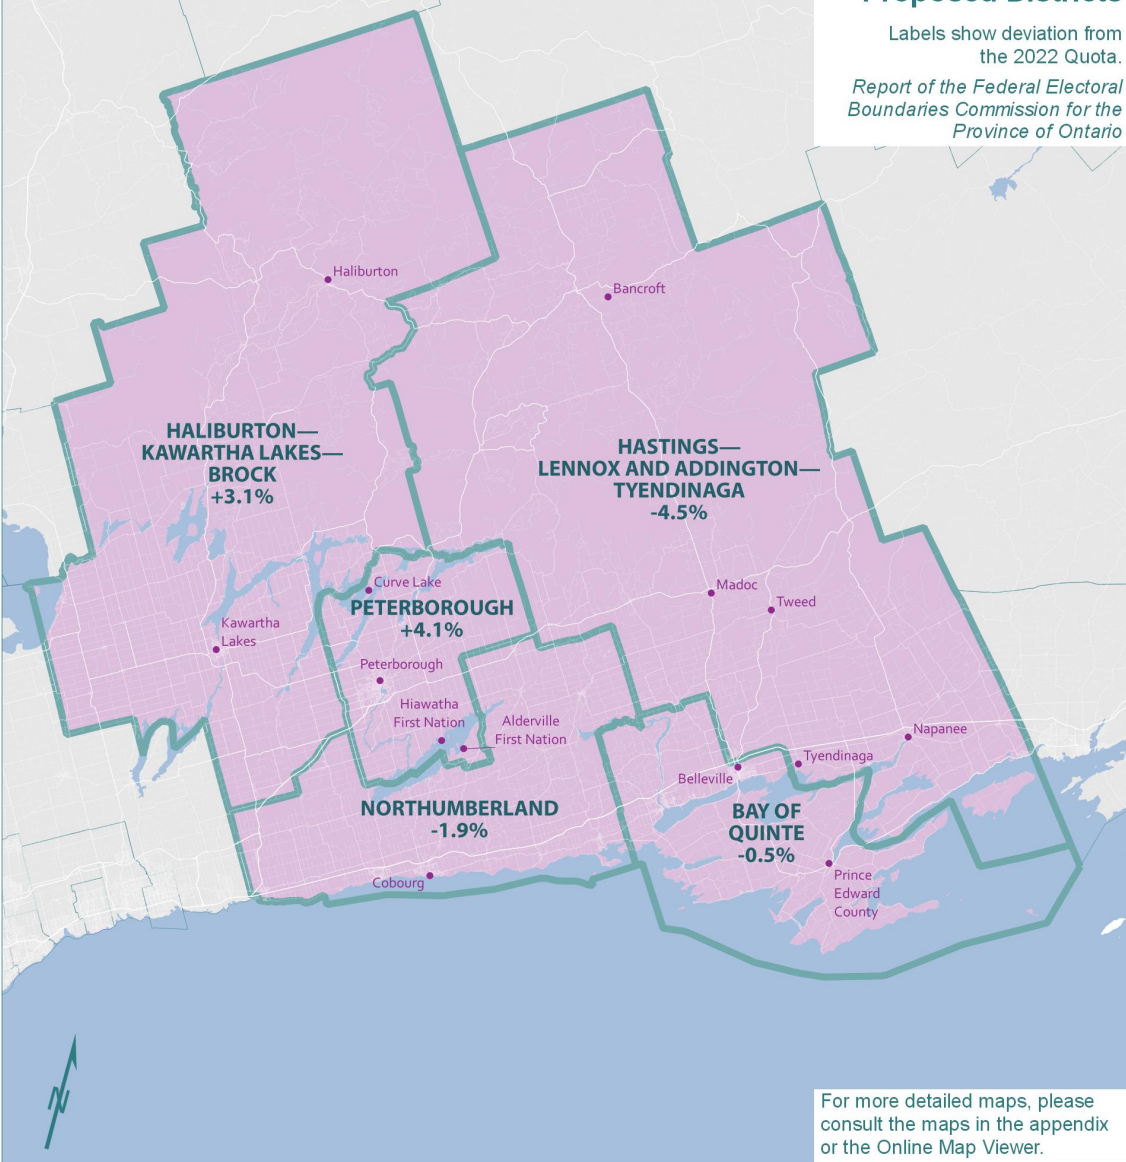 Proposed Districts
Labels show deviation from
the 2022 Quota.
Report of the Federal Electoral
Boundaries Commission for the
Province of Ontario
Haliburton
Bancroft
HALIBURTON—
KAWARTHA LAKES—
BROCK
+3.1%
HASTINGS—
LENNOX AND ADDINGTON—
TYENDINAGA
-4.5%
Curve Lake
PETERBOROUGH
+4.1%
Madoc
Tweed
Kawartha
Lakes
Peterborough
Hiawatha
First Nation
Alderville
First Nation
Napanee
Tyendinaga
Belleville
NORTHUMBERLAND
-1.9%
BAY OF
QUINTE
-0.5%
Cobourg
Prince
Edward
County
N
For more detailed maps, please
consult the maps in the appendix
or the Online Map Viewer.